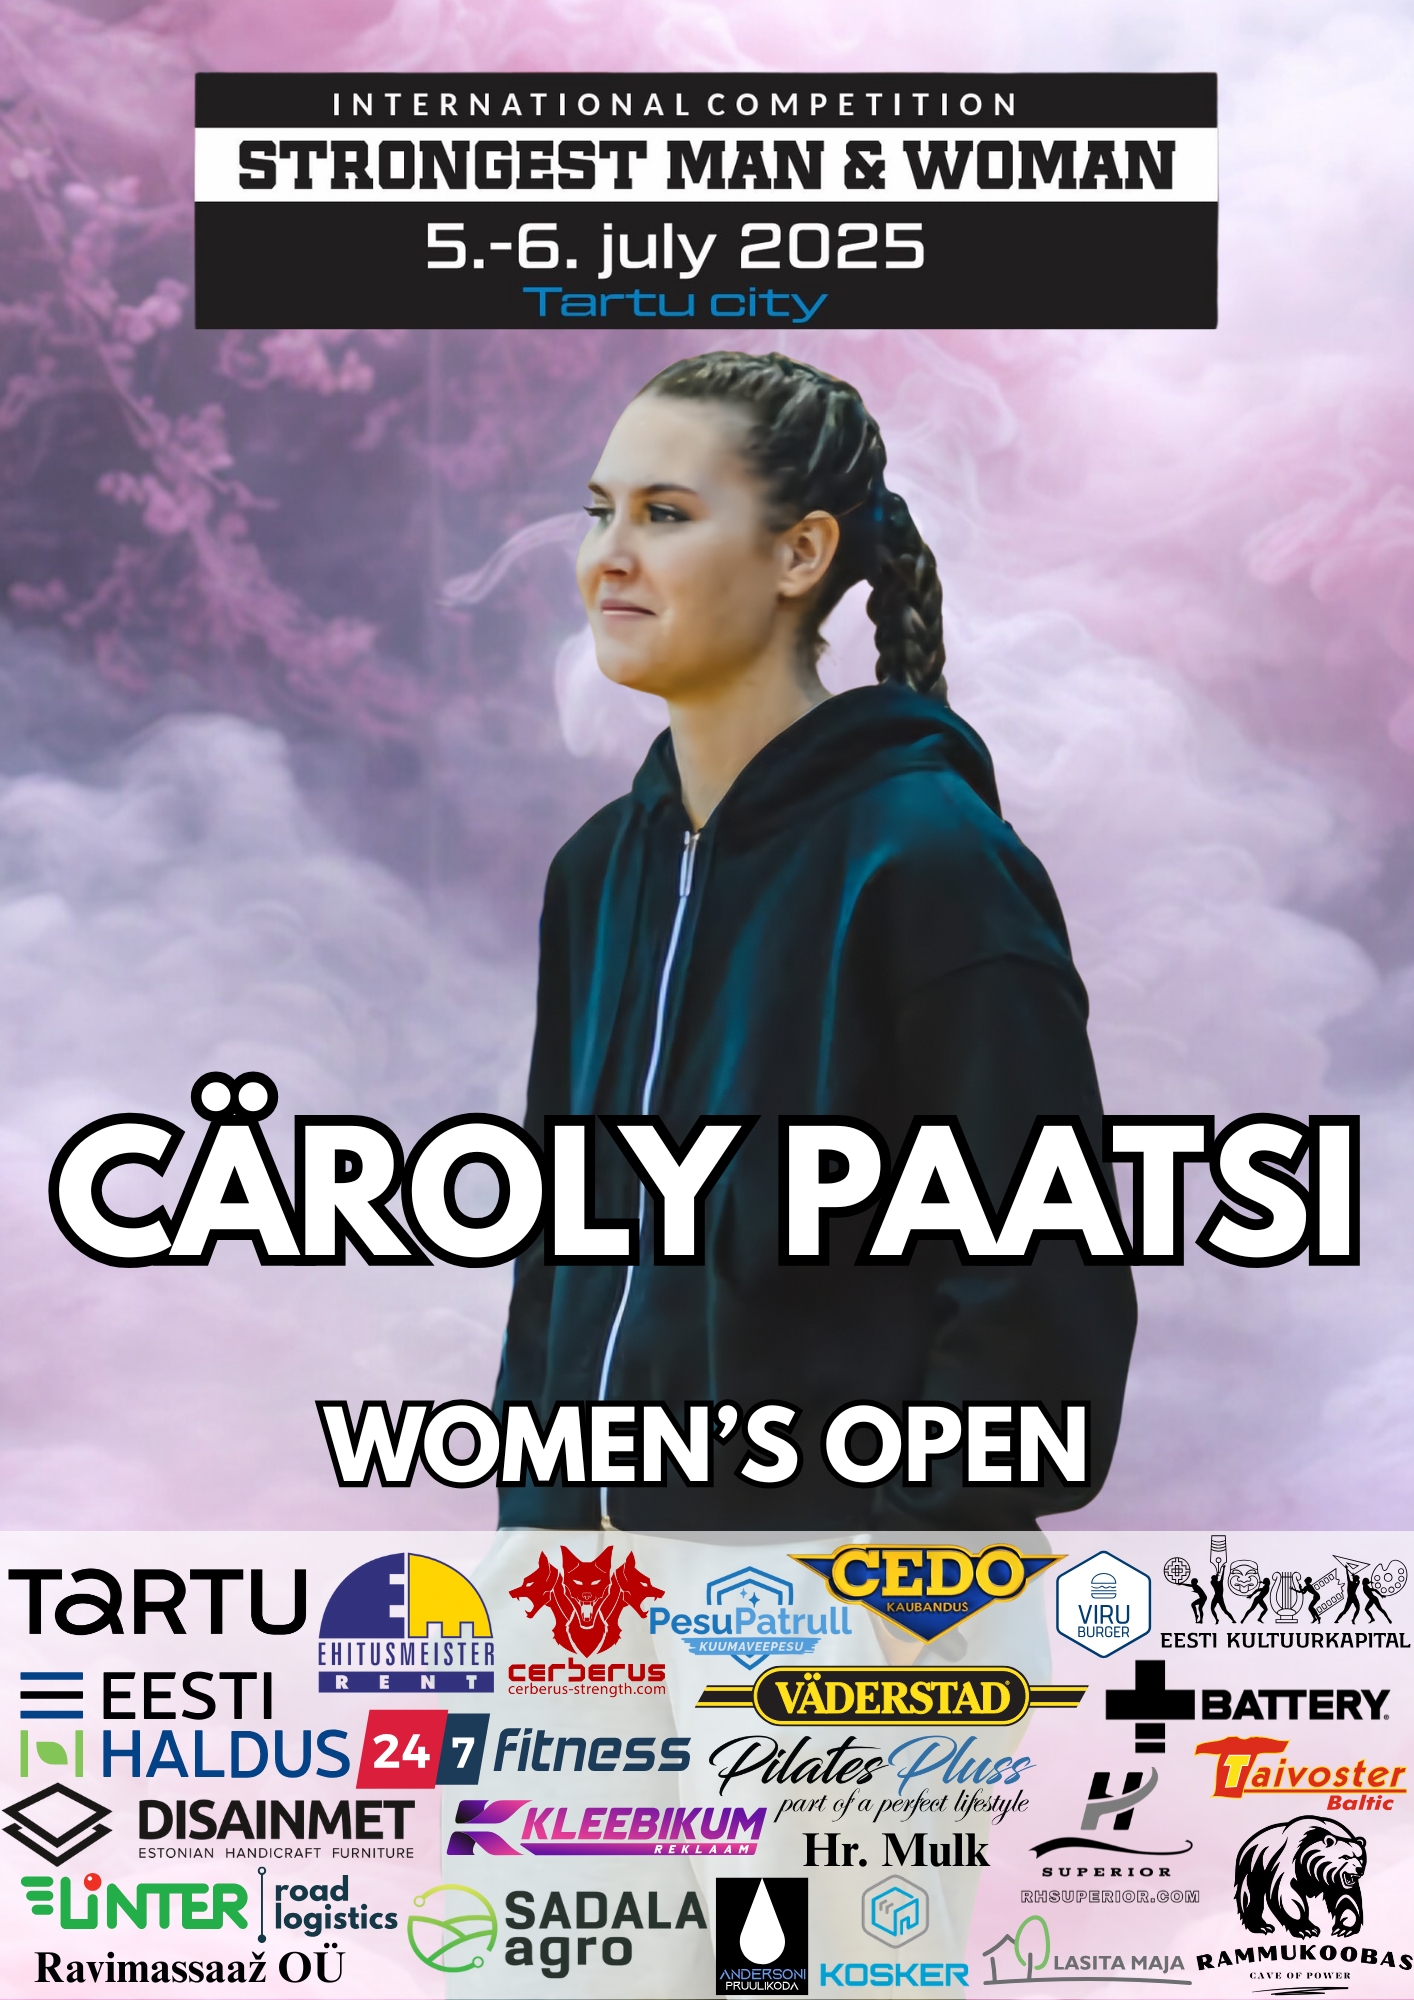 INTERNATIONAL COMPETITION
STRONGEST MAN & WOMAN
5.-6. july 2025
Tartu city
CÄROLY PAATSI
WOMEN'S OPEN
TARTU
EHITUSMEISTER
RENT
cerberus
cerberus-strength.com
PesuPatrull
KUUMAVEEPESU
CEDO
KAUBANDUS
VIRU
BURGER
EESTI KULTUURKAPITAL
EESTI
HALDUS
24 7 fitness
VÄDERSTAD
BATTERY
Pilates Pluss
part of a perfect lifestyle
Taivoster
Baltic
DISAINMET
ESTONIAN HANDICRAFT FURNITURE
KLEEBIKUM
REKLAAM
Hr. Mulk
H
SUPERIOR
RHSUPERIOR.COM
LINTER
road
logistics
SADALA
agro
ANDERSONI
PRUULIKODA
KOSKER
LASITA MAJA
RAMMUKOOBAS
CAVE OF POWER
Ravimassaaž OÜ